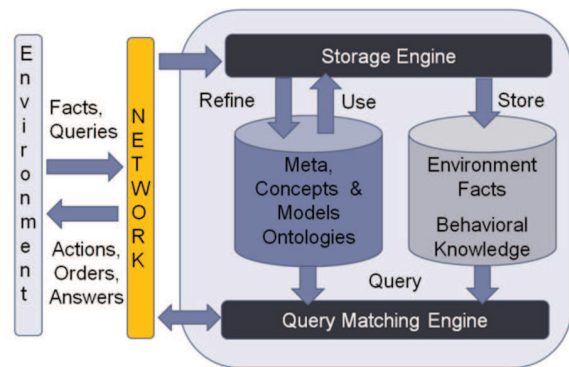 Environment
Facts,
Queries
Actions,
Orders,
Answers
NETWORK
Storage Engine
Refine
Use
Store
Meta,
Concepts &
Models
Ontologies
Environment
Facts
Behavioral
Knowledge
Query
Query Matching Engine